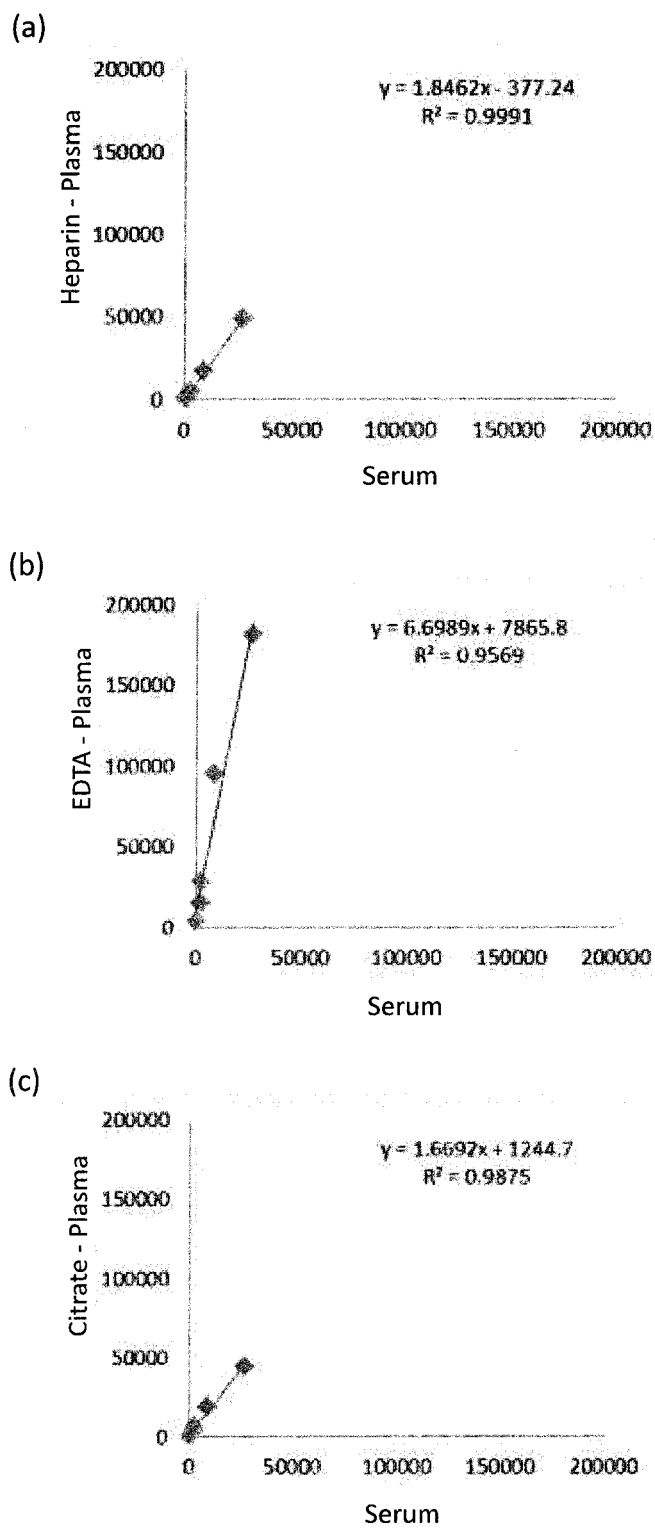 (a)
Heparin - Plasma
200000
150000
100000
50000
0
y = 1.8462x - 377.24
R² = 0.9991
0 50000 100000 150000 200000
Serum
(b)
EDTA - Plasma
200000
150000
100000
50000
0
y = 6.6989x + 7865.8
R² = 0.9569
0 50000 100000 150000 200000
Serum
(c)
Citrate - Plasma
200000
150000
100000
50000
0
y = 1.6692x + 1244.7
R² = 0.9875
0 50000 100000 150000 200000
Serum